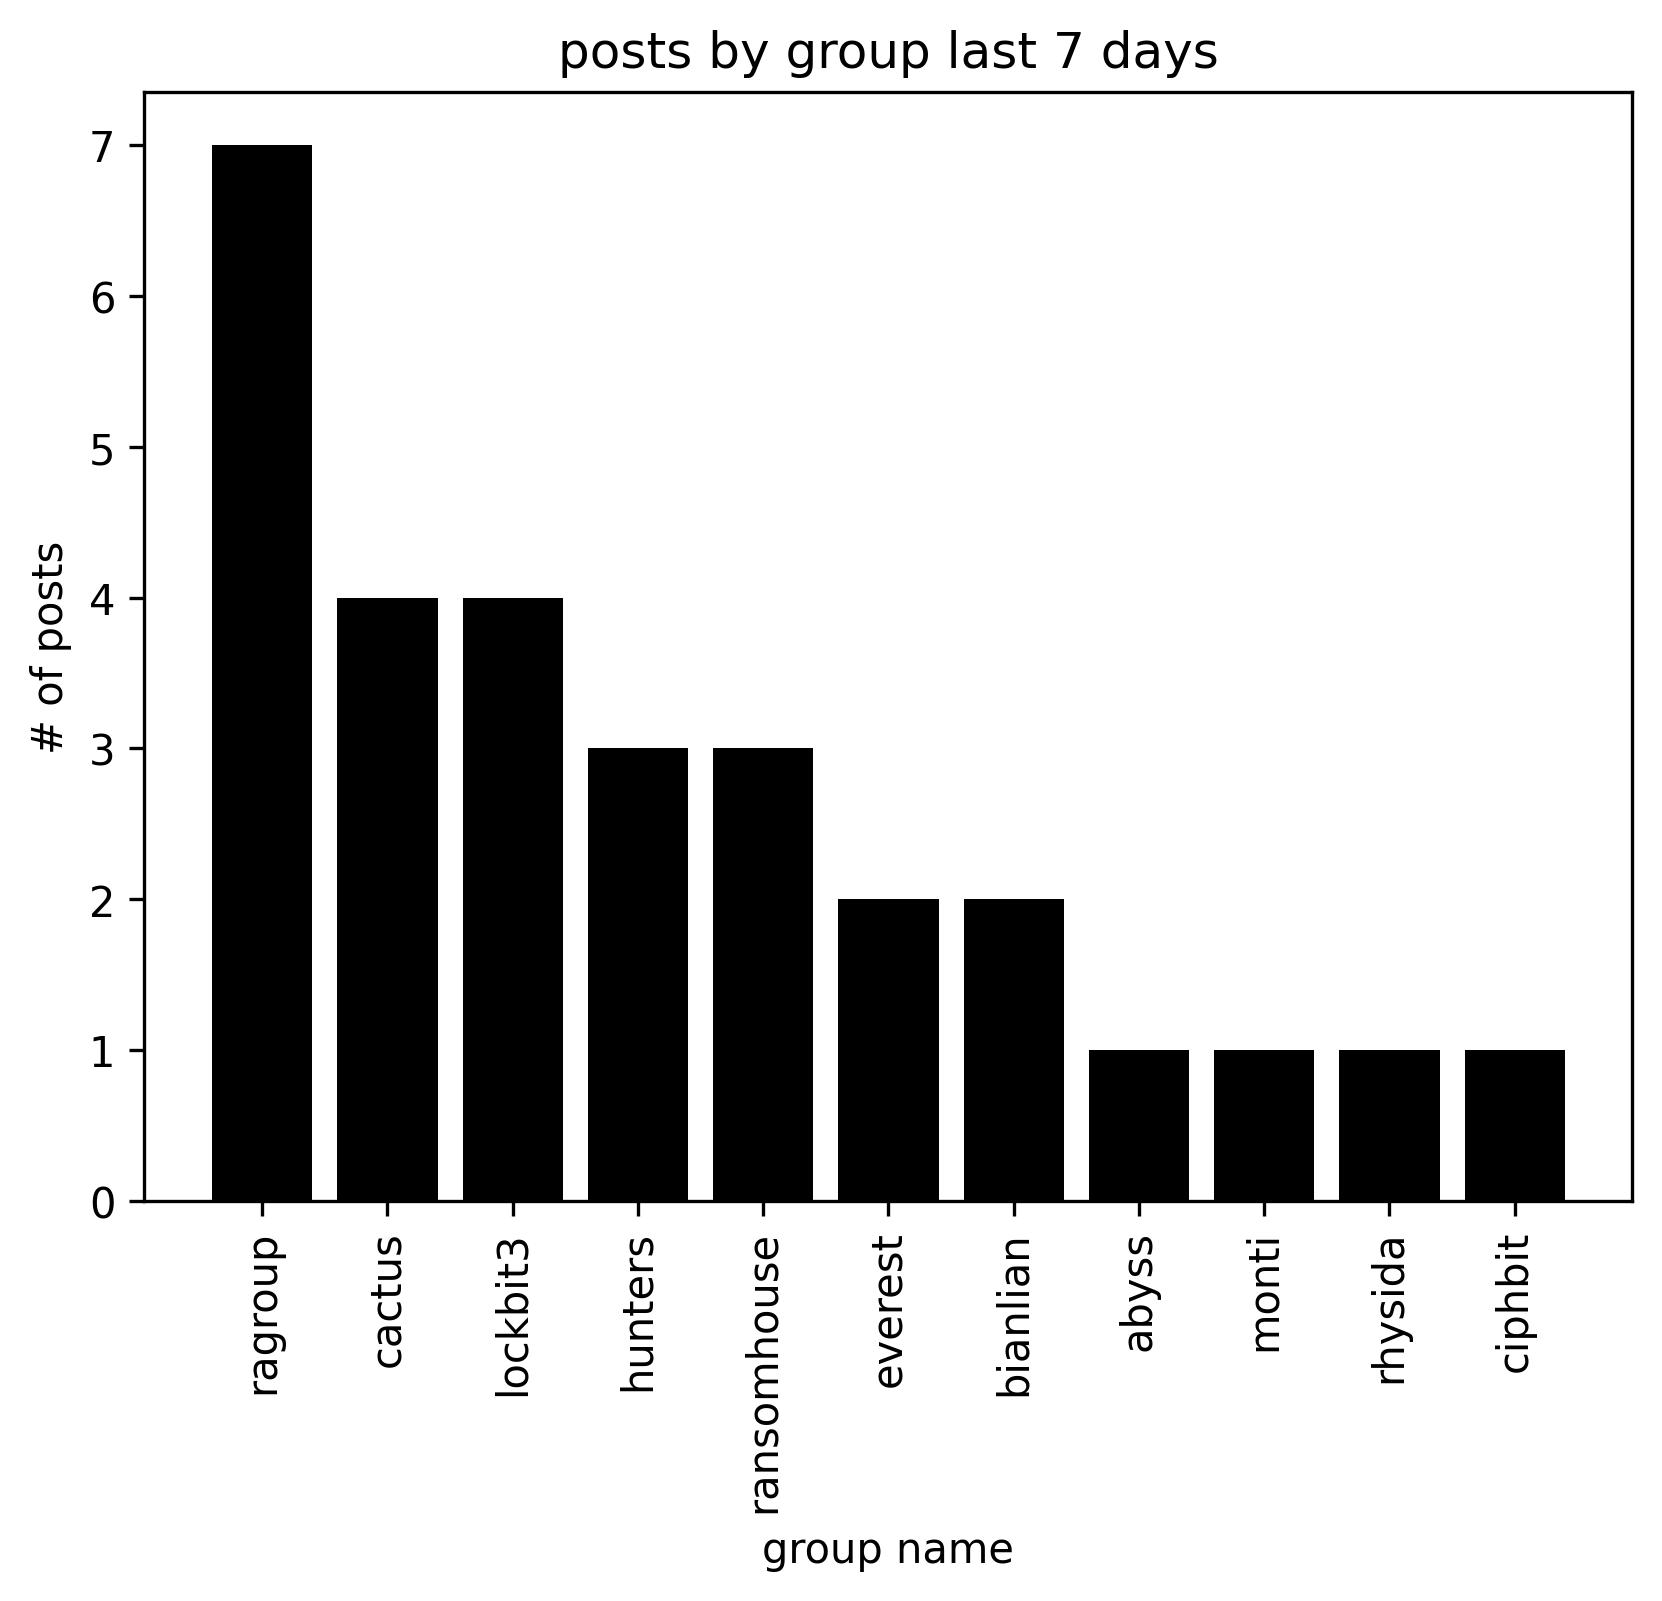 posts by group last 7 days
# of posts
7
6
5
4
3
2
1
0
ragroup
cactus
lockbit3
hunters
ransomhouse
everest
bianlian
abyss
monti
rhysida
ciphbit
group name